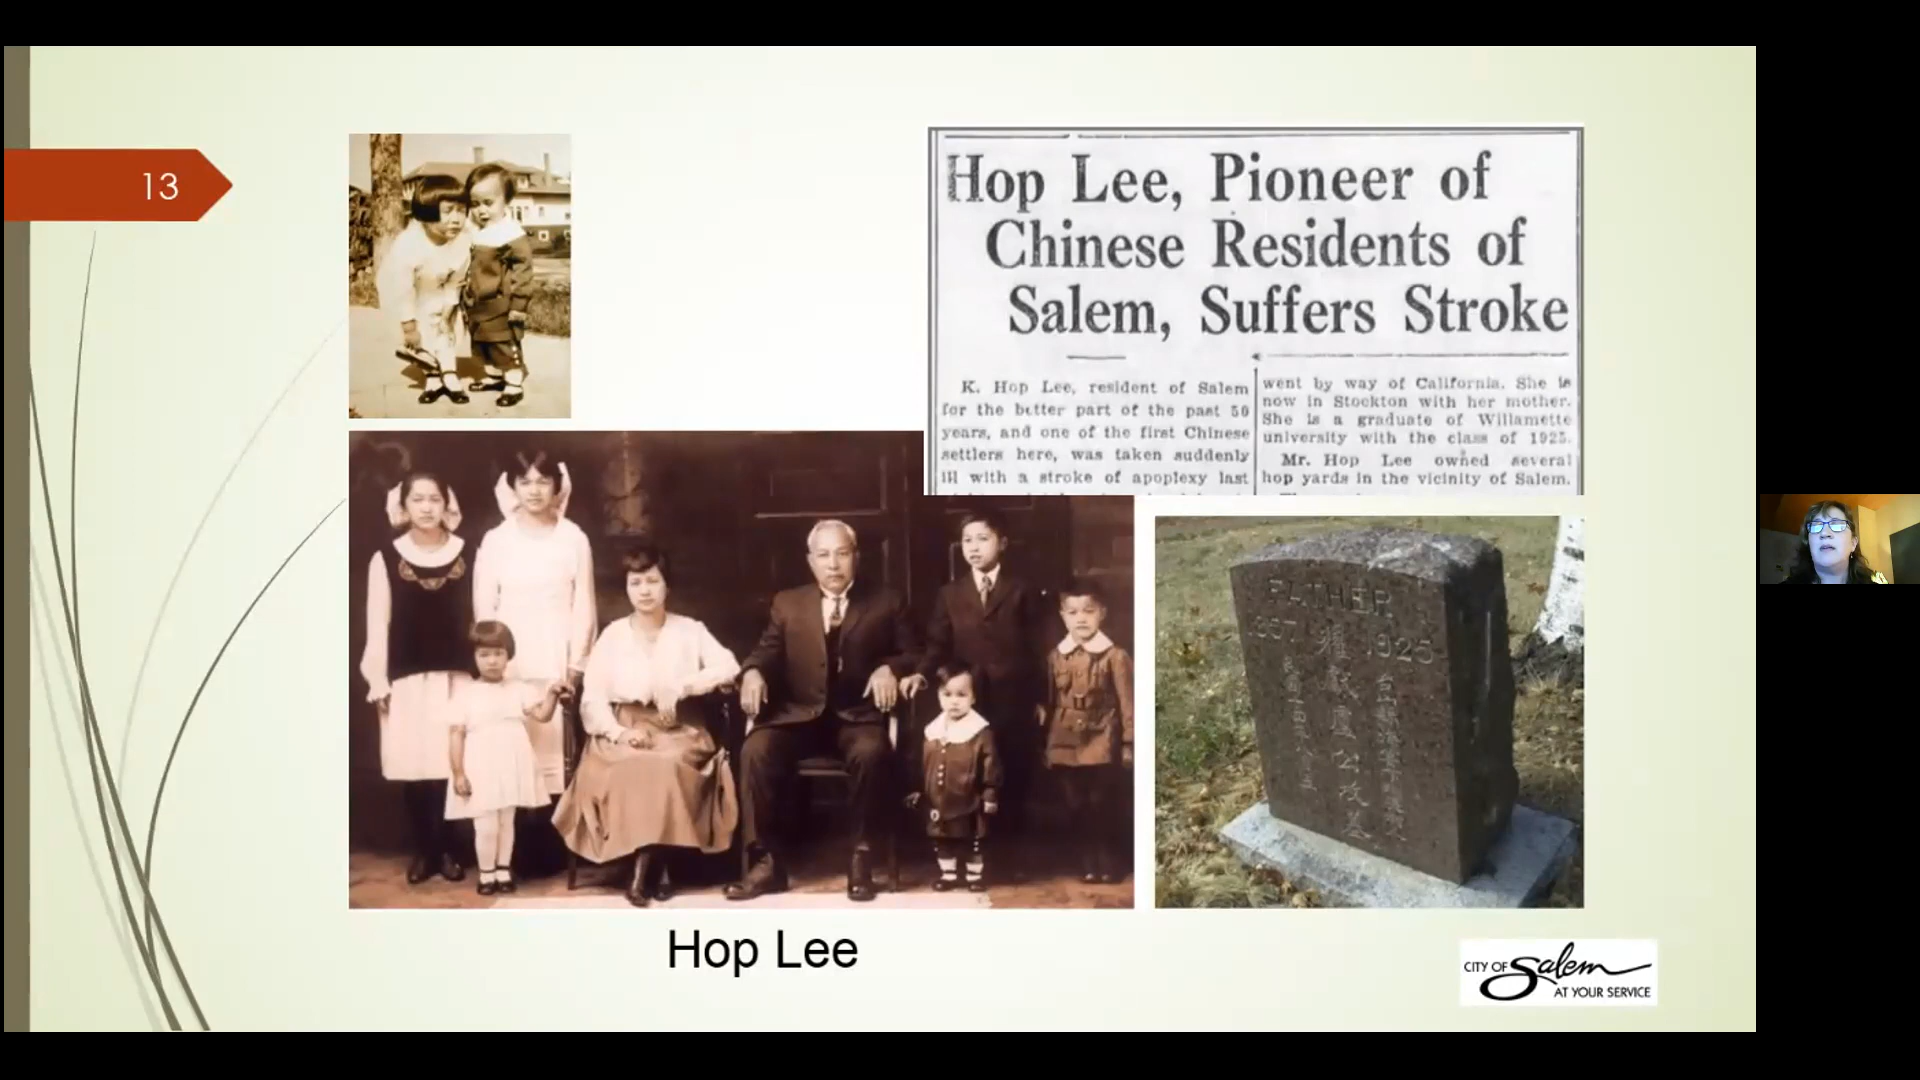 13
Hop Lee, Pioneer of
Chinese Residents of
Salem, Suffers Stroke
K. Hop Lee, resident of Salem
for the better part of the past 50
years, and one of the first Chinese
settlers here, was taken suddenly
ill with a stroke of apoplexy last
went by way of California. She is
now in Stockton with her mother.
She is a graduate of Willamette
university with the class of 1925.
Mr. Hop Lee owned several
hop yards in the vicinity of Salem.
FATHER
1925
盧公
Hop Lee
CITY OF Salem
AT YOUR SERVICE